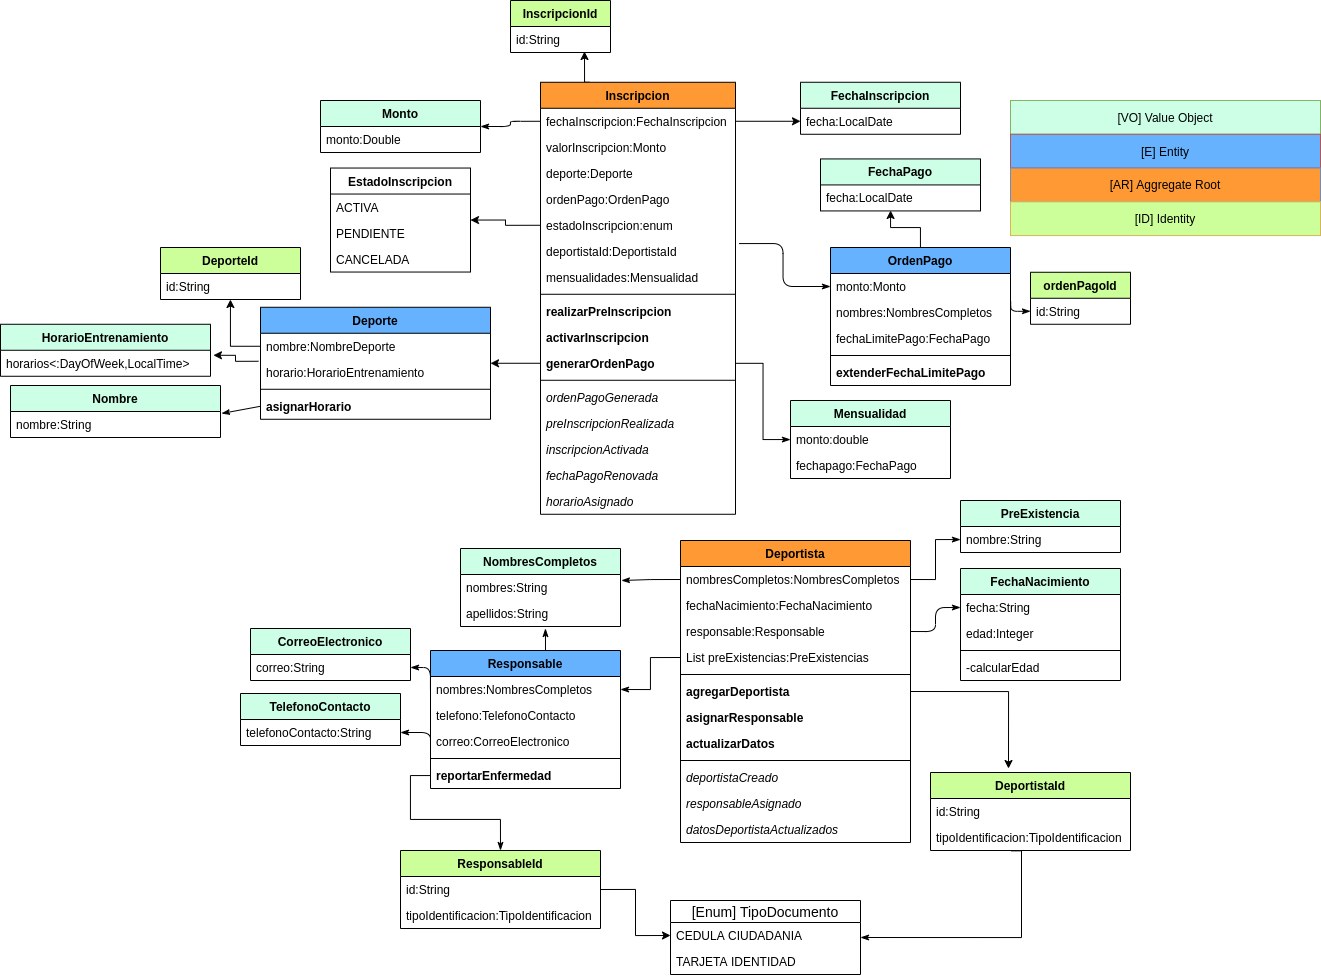 InscripcionId
id:String
Inscripcion
fechaInscripcion:FechaInscripcion
valorInscripcion:Monto
deporte:Deporte
ordenPago:OrdenPago
estadoInscripcion:enum
deportistaId:DeportistaId
mensualidades:Mensualidad
realizarPreInscripcion
activarInscripcion
generarOrdenPago
ordenPagoGenerada
preInscripcionRealizada
inscripcionActivada
fechaPagoRenovada
horarioAsignado
Monto
monto:Double
EstadoInscripcion
ACTIVA
PENDIENTE
CANCELADA
FechaInscripcion
fecha:LocalDate
[VO] Value Object
[E] Entity
[AR] Aggregate Root
[ID] Identity
FechaPago
fecha:LocalDate
OrdenPago
monto:Monto
nombres:NombresCompletos
fechaLimitePago:FechaPago
extenderFechaLimitePago
ordenPagoId
id:String
DeporteId
id:String
Deporte
nombre:NombreDeporte
horario:HorarioEntrenamiento
asignarHorario
HorarioEntrenamiento
horarios<:DayOfWeek,LocalTime>
Nombre
nombre:String
Mensualidad
monto:double
fechapago:FechaPago
PreExistencia
nombre:String
Deportista
nombresCompletos:NombresCompletos
fechaNacimiento:FechaNacimiento
responsable:Responsable
List preExistencias:PreExistencias
agregarDeportista
asignarResponsable
actualizarDatos
deportistaCreado
responsableAsignado
datosDeportistaActualizados
NombresCompletos
nombres:String
apellidos:String
FechaNacimiento
fecha:String
edad:Integer
-calcularEdad
CorreoElectronico
correo:String
Responsable
nombres:NombresCompletos
telefono:TelefonoContacto
correo:CorreoElectronico
reportarEnfermedad
TelefonoContacto
telefonoContacto:String
DeportistaId
id:String
tipoIdentificacion:TipoIdentificacion
ResponsableId
id:String
tipoIdentificacion:TipoIdentificacion
[Enum] TipoDocumento
CEDULA CIUDADANIA
TARJETA IDENTIDAD